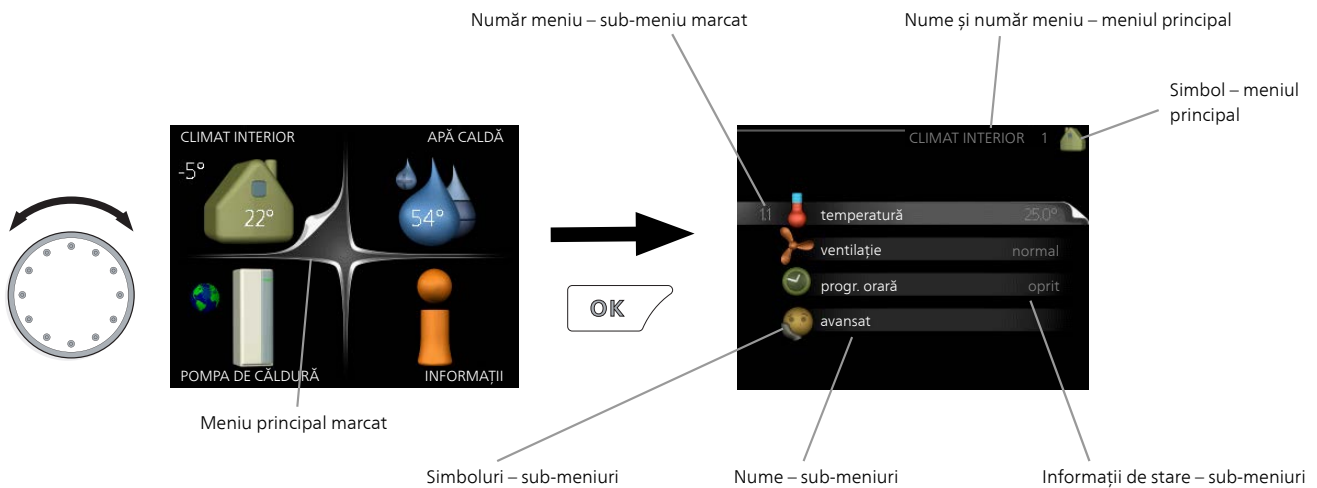 Număr meniu – sub-meniu marcat
Nume și număr meniu – meniul principal
Simbol – meniul
principal
CLIMAT INTERIOR
APĂ CALDĂ
-5°
22°
54°
POMPA DE CĂLDURĂ
INFORMAȚII
OK
CLIMAT INTERIOR 1
1.1 temperatură 25.0°
ventilație normal
progr. orară oprit
avansat
Meniu principal marcat
Simboluri – sub-meniuri
Nume – sub-meniuri
Informații de stare – sub-meniuri